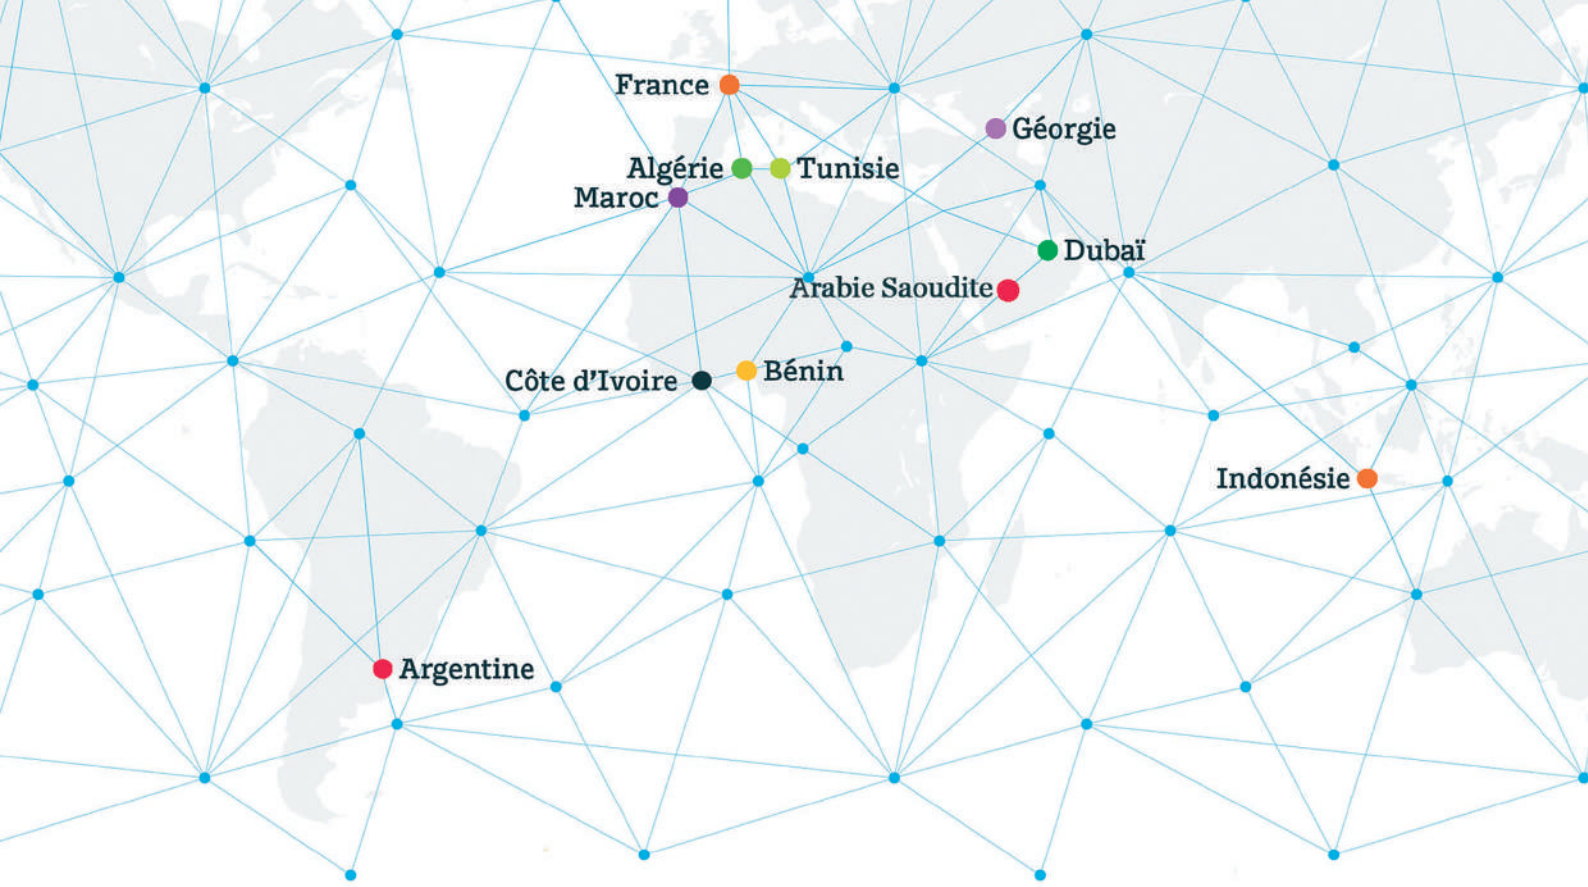 France
Géorgie
Algérie
Tunisie
Maroc
Dubaï
Arabie Saoudite
Côte d’Ivoire
Bénin
Indonésie
Argentine